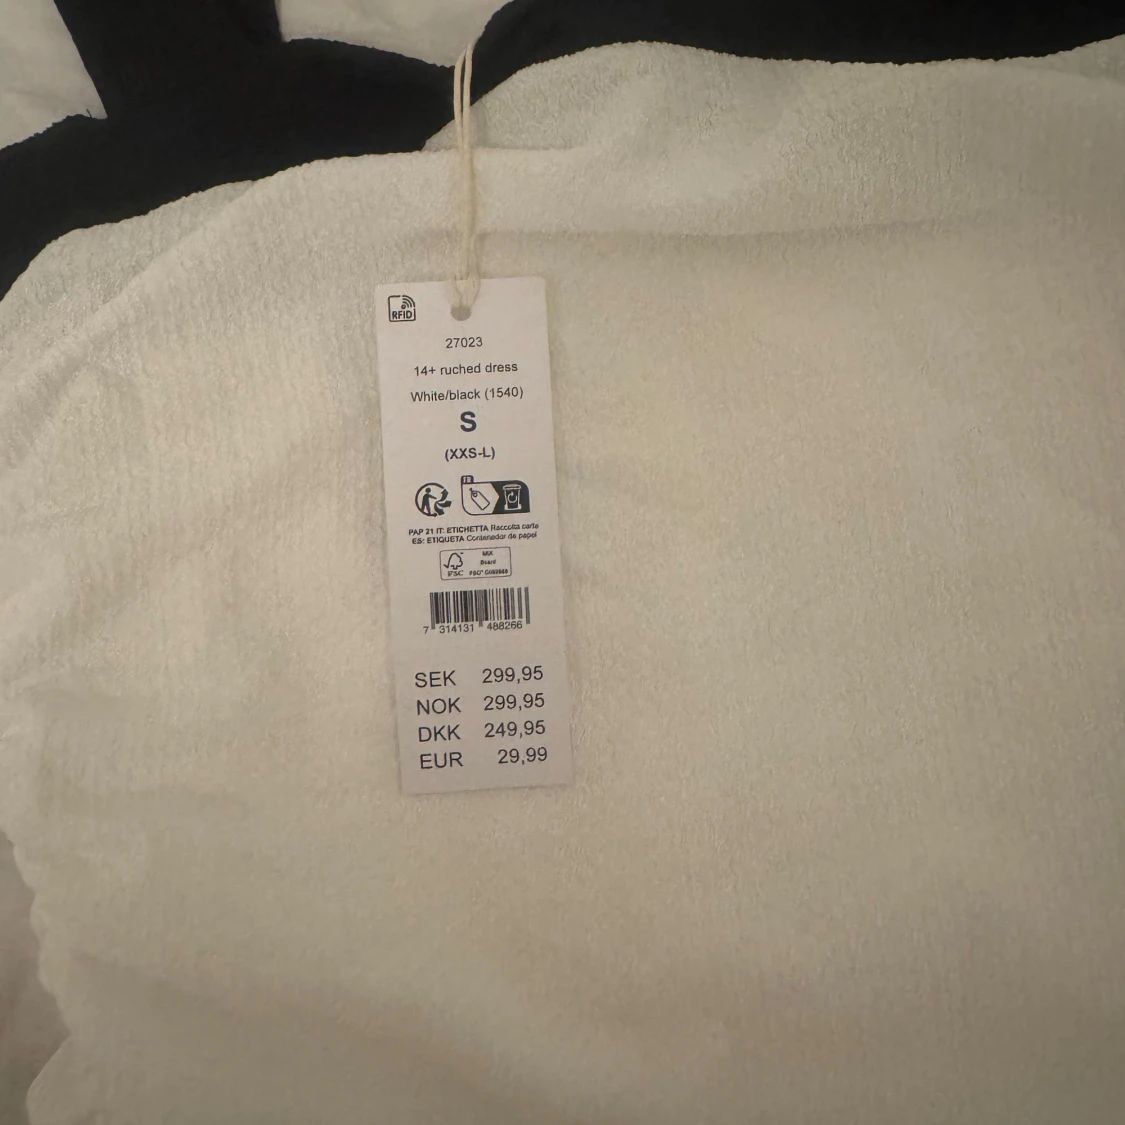 RFID
27023
14+ ruched dress
White/black (1540)
S
(XXS-L)
PAP 21 IT: ETICHETTA Raccolta carta
ES: ETIQUETA Contenedor de papel
FSC
MIX
Board
7 314131 488266
SEK 299,95
NOK 299,95
DKK 249,95
EUR 29,99